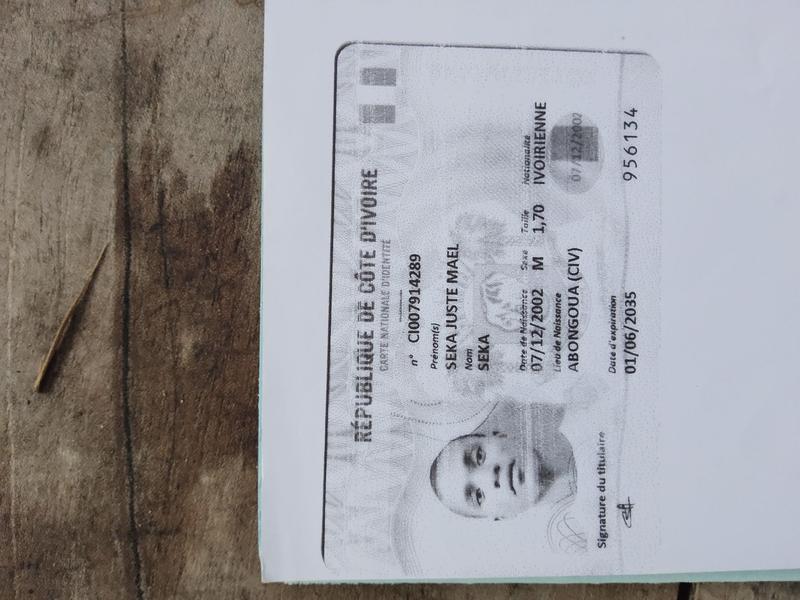 RÉPUBLIQUE DE CÔTE D'IVOIRE
CARTE NATIONALE D'IDENTITÉ
n° CI007914289
Prénom(s)
SEKA JUSTE MAEL
Nom
SEKA
Date de Naissance Sexe Taille Nationalité
07/12/2002 M 1,70 IVOIRIENNE
Lieu de Naissance
ABONGOUA (CIV)
07/12/2002
Date d'expiration
01/06/2035
956134
Signature du titulaire